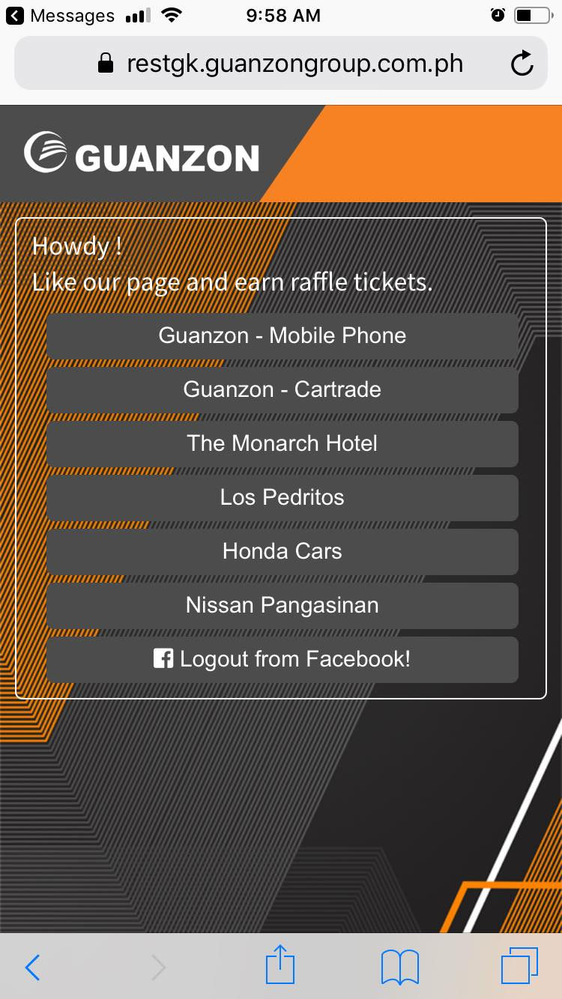 Messages
9:58 AM
restgk.guanzongroup.com.ph
GUANZON
Howdy !
Like our page and earn raffle tickets.
Guanzon - Mobile Phone
Guanzon - Cartrade
The Monarch Hotel
Los Pedritos
Honda Cars
Nissan Pangasinan
Logout from Facebook!